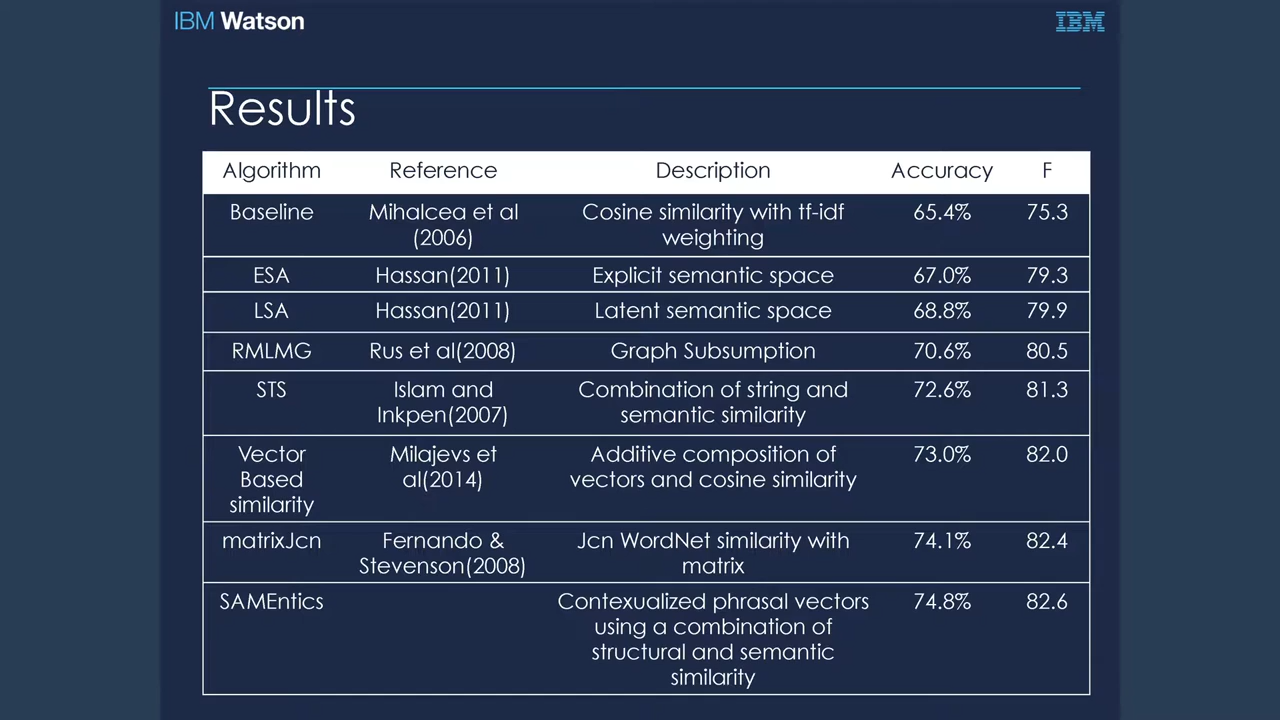 IBM Watson
IBM
Results
Algorithm Reference Description Accuracy F
Baseline Mihalcea et al (2006) Cosine similarity with tf-idf weighting 65.4% 75.3
ESA Hassan(2011) Explicit semantic space 67.0% 79.3
LSA Hassan(2011) Latent semantic space 68.8% 79.9
RMLMG Rus et al(2008) Graph Subsumption 70.6% 80.5
STS Islam and Inkpen(2007) Combination of string and semantic similarity 72.6% 81.3
Vector Based similarity Milajevs et al(2014) Additive composition of vectors and cosine similarity 73.0% 82.0
matrixJcn Fernando & Stevenson(2008) Jcn WordNet similarity with matrix 74.1% 82.4
SAMEntics Contexualized phrasal vectors using a combination of structural and semantic similarity 74.8% 82.6